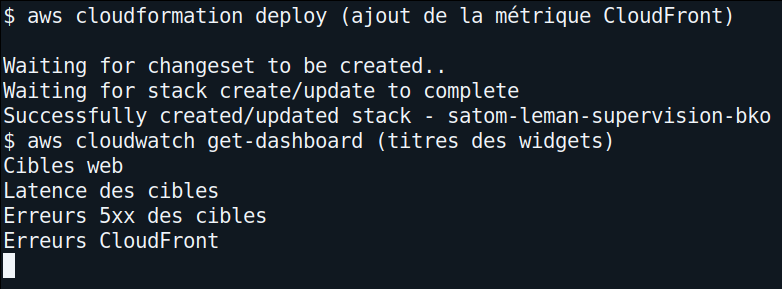 $ aws cloudformation deploy (ajout de la métrique CloudFront)
Waiting for changeset to be created..
Waiting for stack create/update to complete
Successfully created/updated stack - satom-leman-supervision-bko
$ aws cloudwatch get-dashboard (titres des widgets)
Cibles web
Latence des cibles
Erreurs 5xx des cibles
Erreurs CloudFront